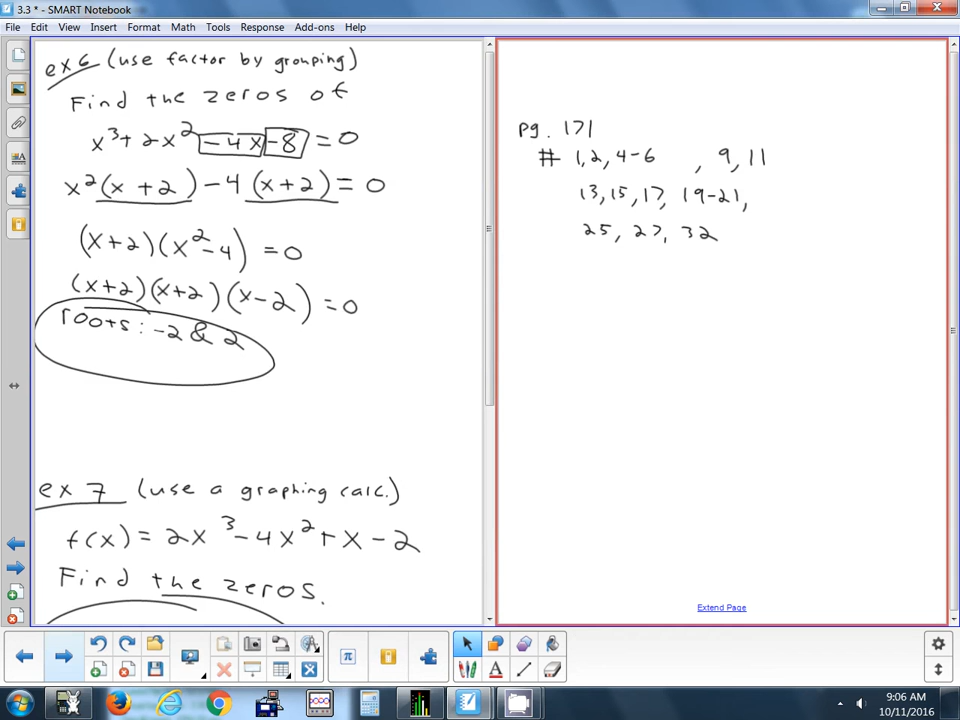 3.3 * - SMART Notebook
File Edit View Insert Format Math Tools Response Add-ons Help
ex 6 (use factor by grouping)
Find the zeros of
x³+2x²-4x-8=0
x²(x+2)-4(x+2)=0
(x+2)(x²-4)=0
(x+2)(x+2)(x-2)=0
roots: -2 & 2
ex 7 (use a graphing calc.)
f(x)=2x³-4x²+x-2
Find the zeros.
pg. 171
# 1,2,4-6 , 9,11
13,15,17, 19-21,
25, 27, 32
Extend Page
9:06 AM
10/11/2016